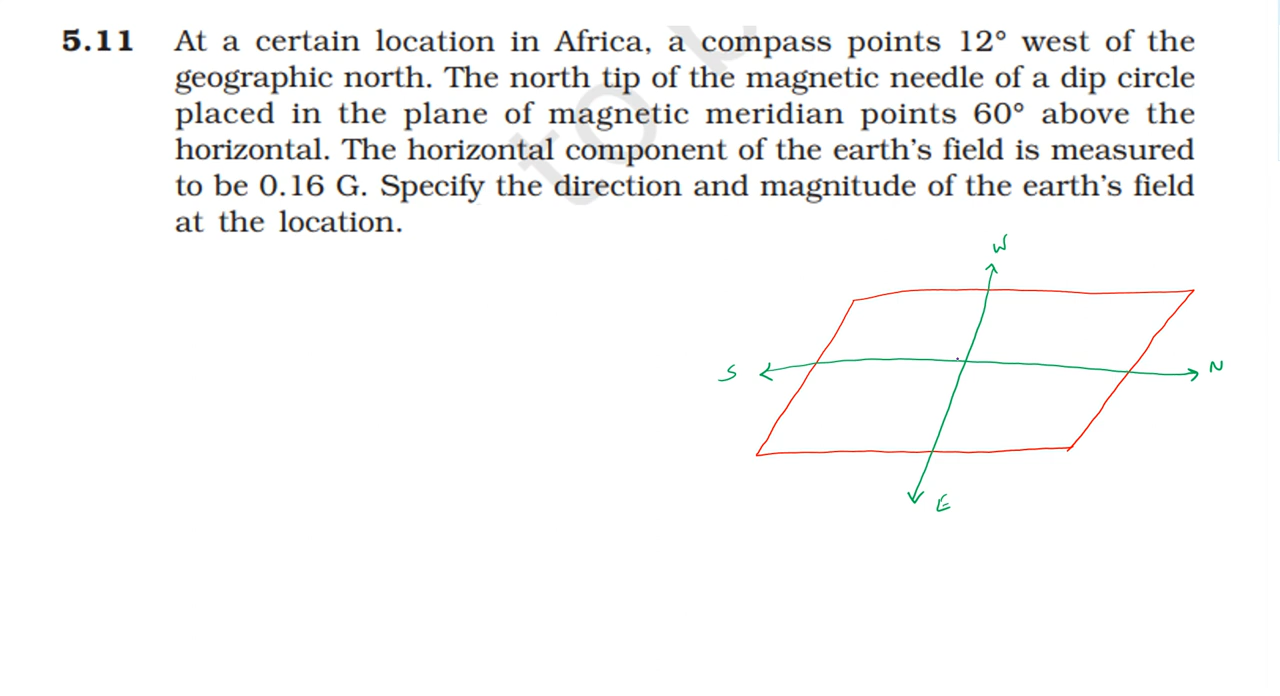 5.11 At a certain location in Africa, a compass points 12° west of the
geographic north. The north tip of the magnetic needle of a dip circle
placed in the plane of magnetic meridian points 60° above the
horizontal. The horizontal component of the earth's field is measured
to be 0.16 G. Specify the direction and magnitude of the earth's field
at the location.
W
S
N
E
to